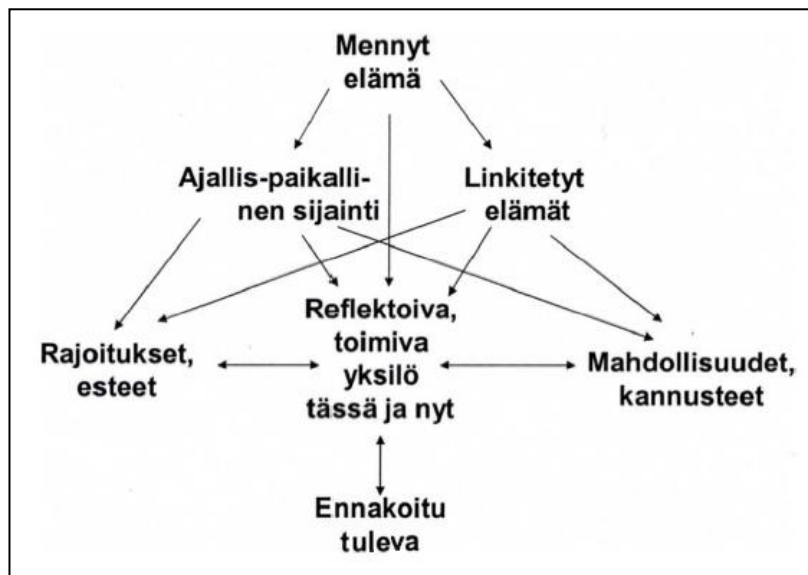 Mennyt
elämä
Ajallis-paikalli-
nen sijainti
Linkitetyt
elämät
Reflektoiva,
toimiva
yksilö
tässä ja nyt
Rajoitukset,
esteet
Mahdollisuudet,
kannusteet
Ennakoitu
tuleva